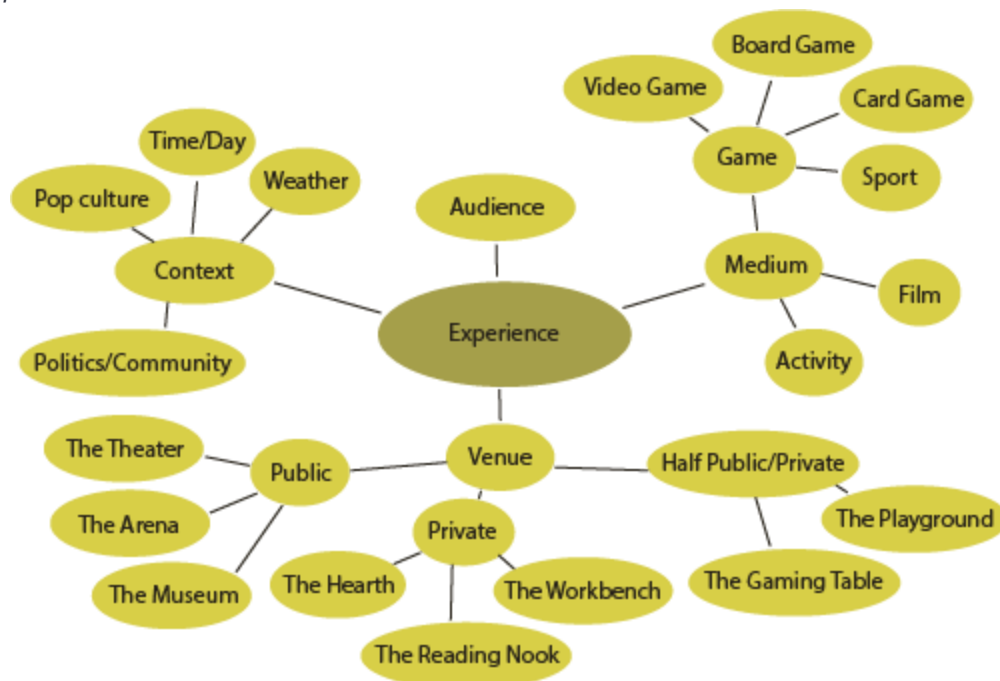 Board Game
Video Game
Card Game
Time/Day
Game
Weather
Sport
Pop culture
Audience
Context
Medium
Film
Experience
Politics/Community
Activity
The Theater
Venue
Half Public/Private
Public
The Arena
Private
The Playground
The Hearth
The Workbench
The Gaming Table
The Museum
The Reading Nook